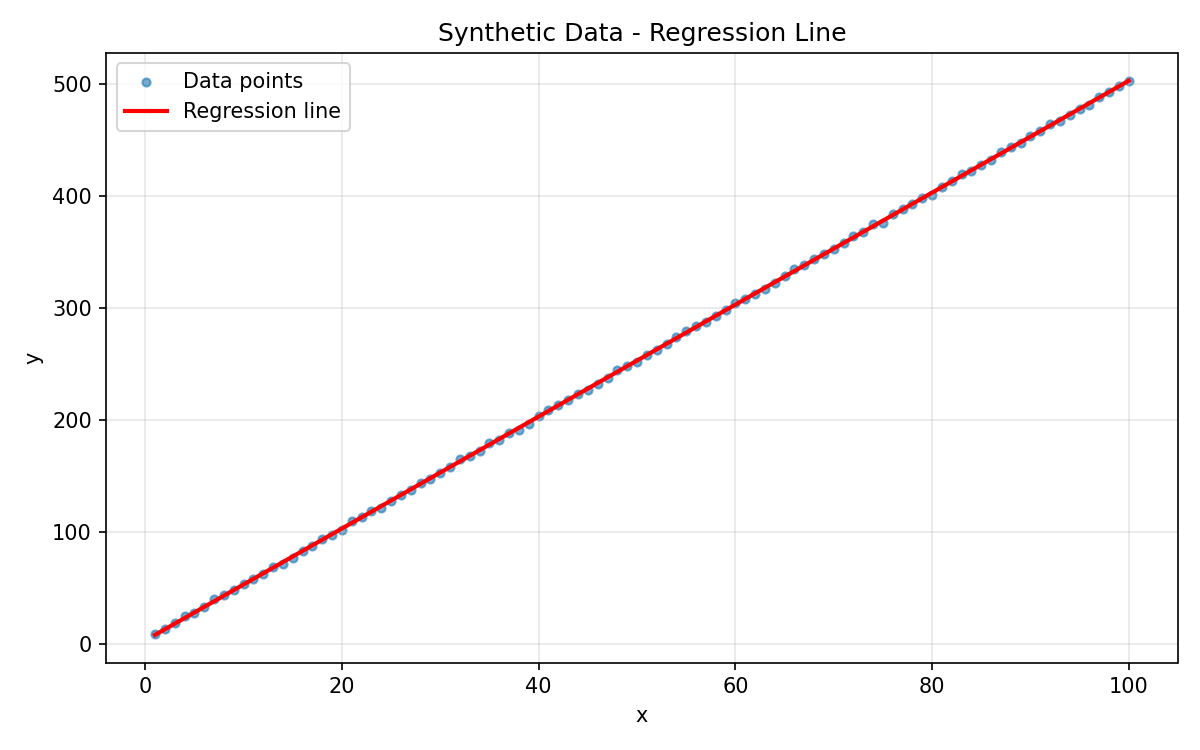 Synthetic Data - Regression Line
Data points
Regression line
500
400
300
200
100
0
y
0 20 40 60 80 100
x